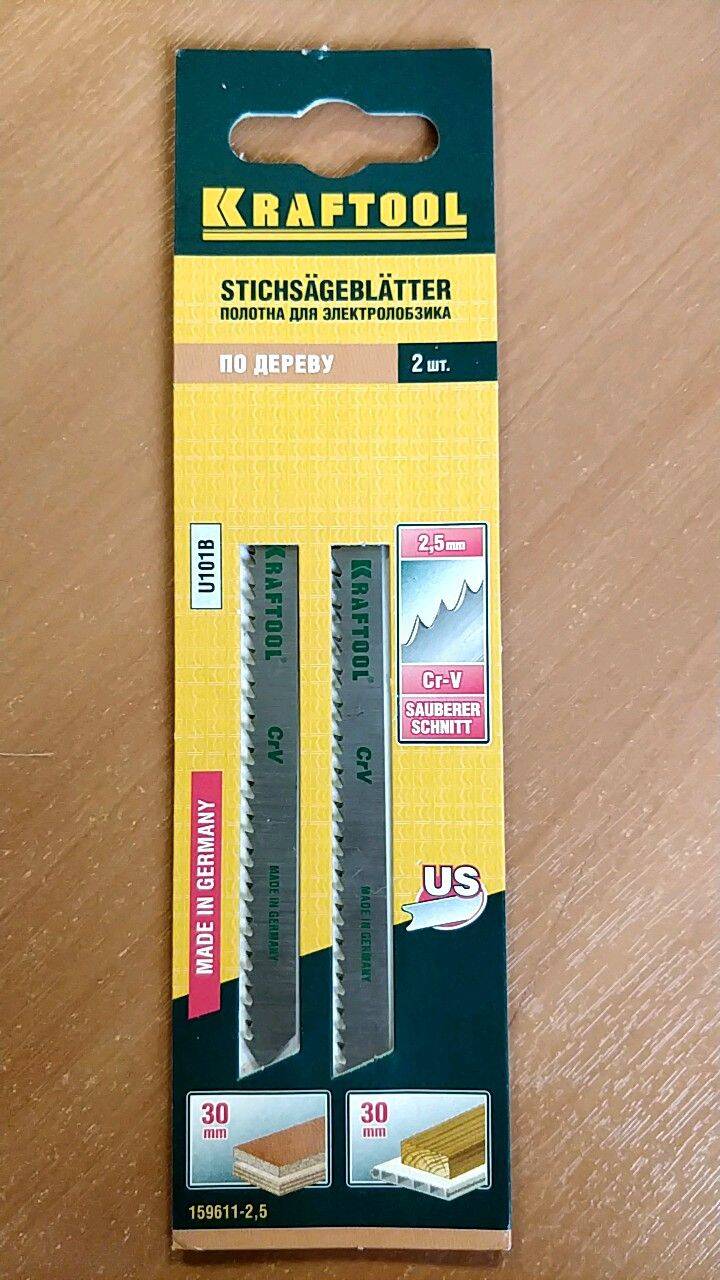 KRAFTOOL
STICHSÄGEBLÄTTER
ПОЛОТНА ДЛЯ ЭЛЕКТРОЛОБЗИКА
ПО ДЕРЕВУ
2 шт.
U101B
KRAFTOOL®
CrV
MADE IN GERMANY
KRAFTOOL®
CrV
MADE IN GERMANY
2,5mm
Cr-V
SAUBERER
SCHNITT
MADE IN GERMANY
US
30
mm
30
mm
159611-2,5